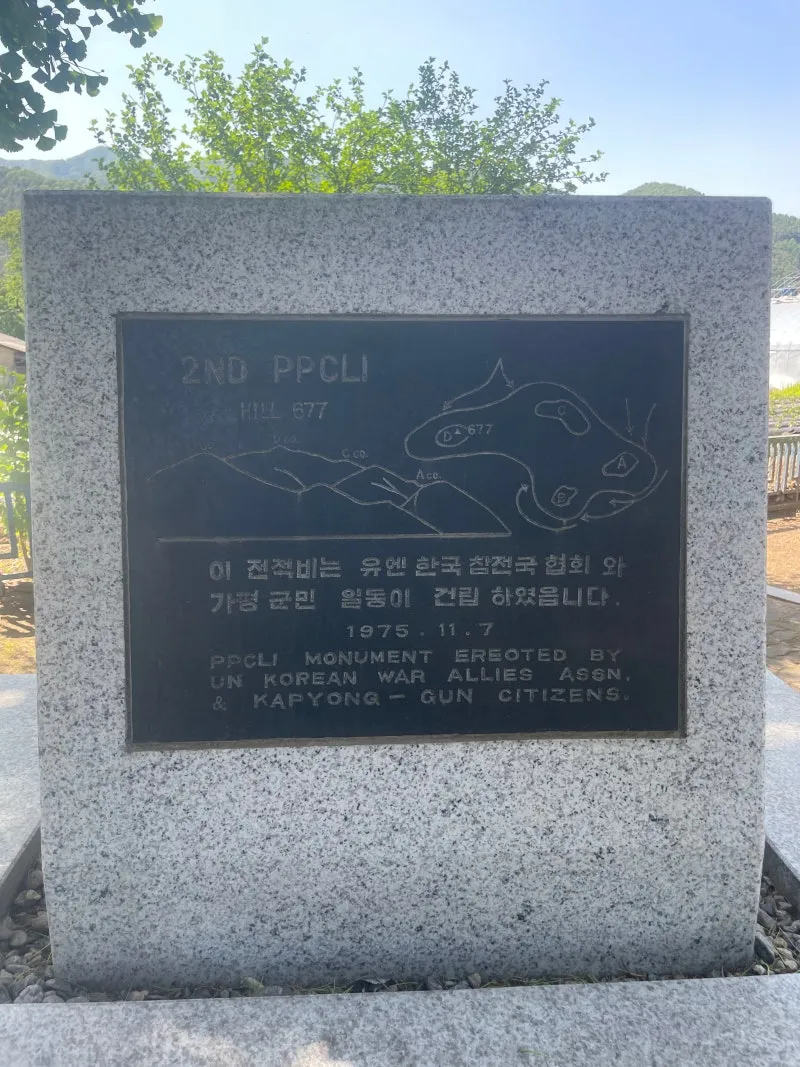 2ND PPCLI
HILL 677
D co.
C co.
A co.
D 677
C
A
B
이 전적비는 유엔 한국 참전국 협회 와
가평 군민 일동이 건립 하였읍니다.
1975.11.7
PPCLI MONUMENT EREOTED BY
UN KOREAN WAR ALLIES ASSN.
& KAPYONG-GUN CITIZENS.